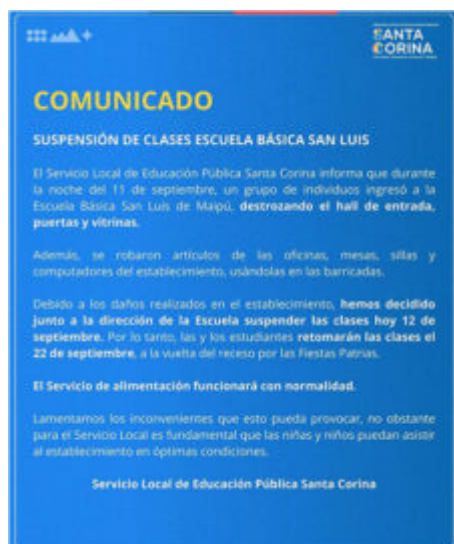 SANTA
CORINA
COMUNICADO
SUSPENSIÓN DE CLASES ESCUELA BÁSICA SAN LUIS
El Servicio Local de Educación Pública Santa Corina informa que durante
la noche del 11 de septiembre, un grupo de individuos ingresó a la
Escuela Básica San Luis de Maipú, destrozando el hall de entrada,
puertas y vitrinas.
Además, se robaron artículos de las oficinas, mesas, sillas y
computadores del establecimiento, usándolas en las barricadas.
Debido a los daños realizados en el establecimiento, hemos decidido
junto a la dirección de la Escuela suspender las clases hoy 12 de
septiembre. Por lo tanto, las y los estudiantes retomarán las clases el
22 de septiembre, a la vuelta del receso por las Fiestas Patrias.
El Servicio de alimentación funcionará con normalidad.
Lamentamos los inconvenientes que esto pueda provocar, no obstante
para el Servicio Local es fundamental que las niñas y niños puedan asistir
al establecimiento en óptimas condiciones.
Servicio Local de Educación Pública Santa Corina